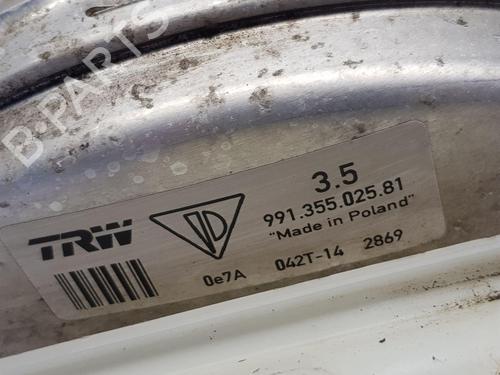 B-PARTS
3.5
991.355.025.81
"Made in Poland"
TRW
0e7A 042T-14 2869